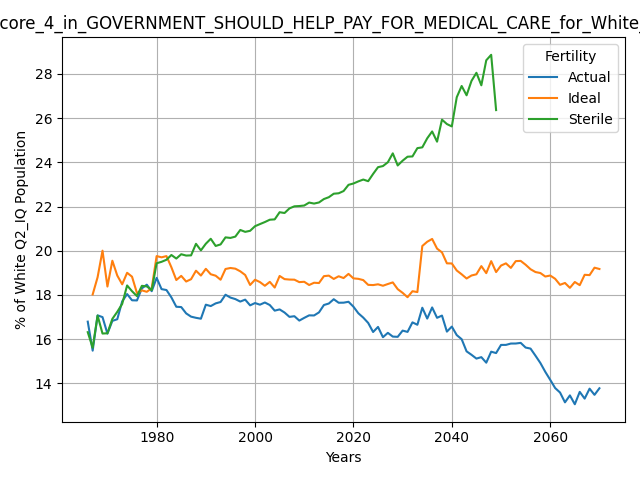 core_4_in_GOVERNMENT_SHOULD_HELP_PAY_FOR_MEDICAL_CARE_for_White_
Fertility
Actual
Ideal
Sterile
% of White Q2_IQ Population
28
26
24
22
20
18
16
14
1980
2000
2020
2040
2060
Years